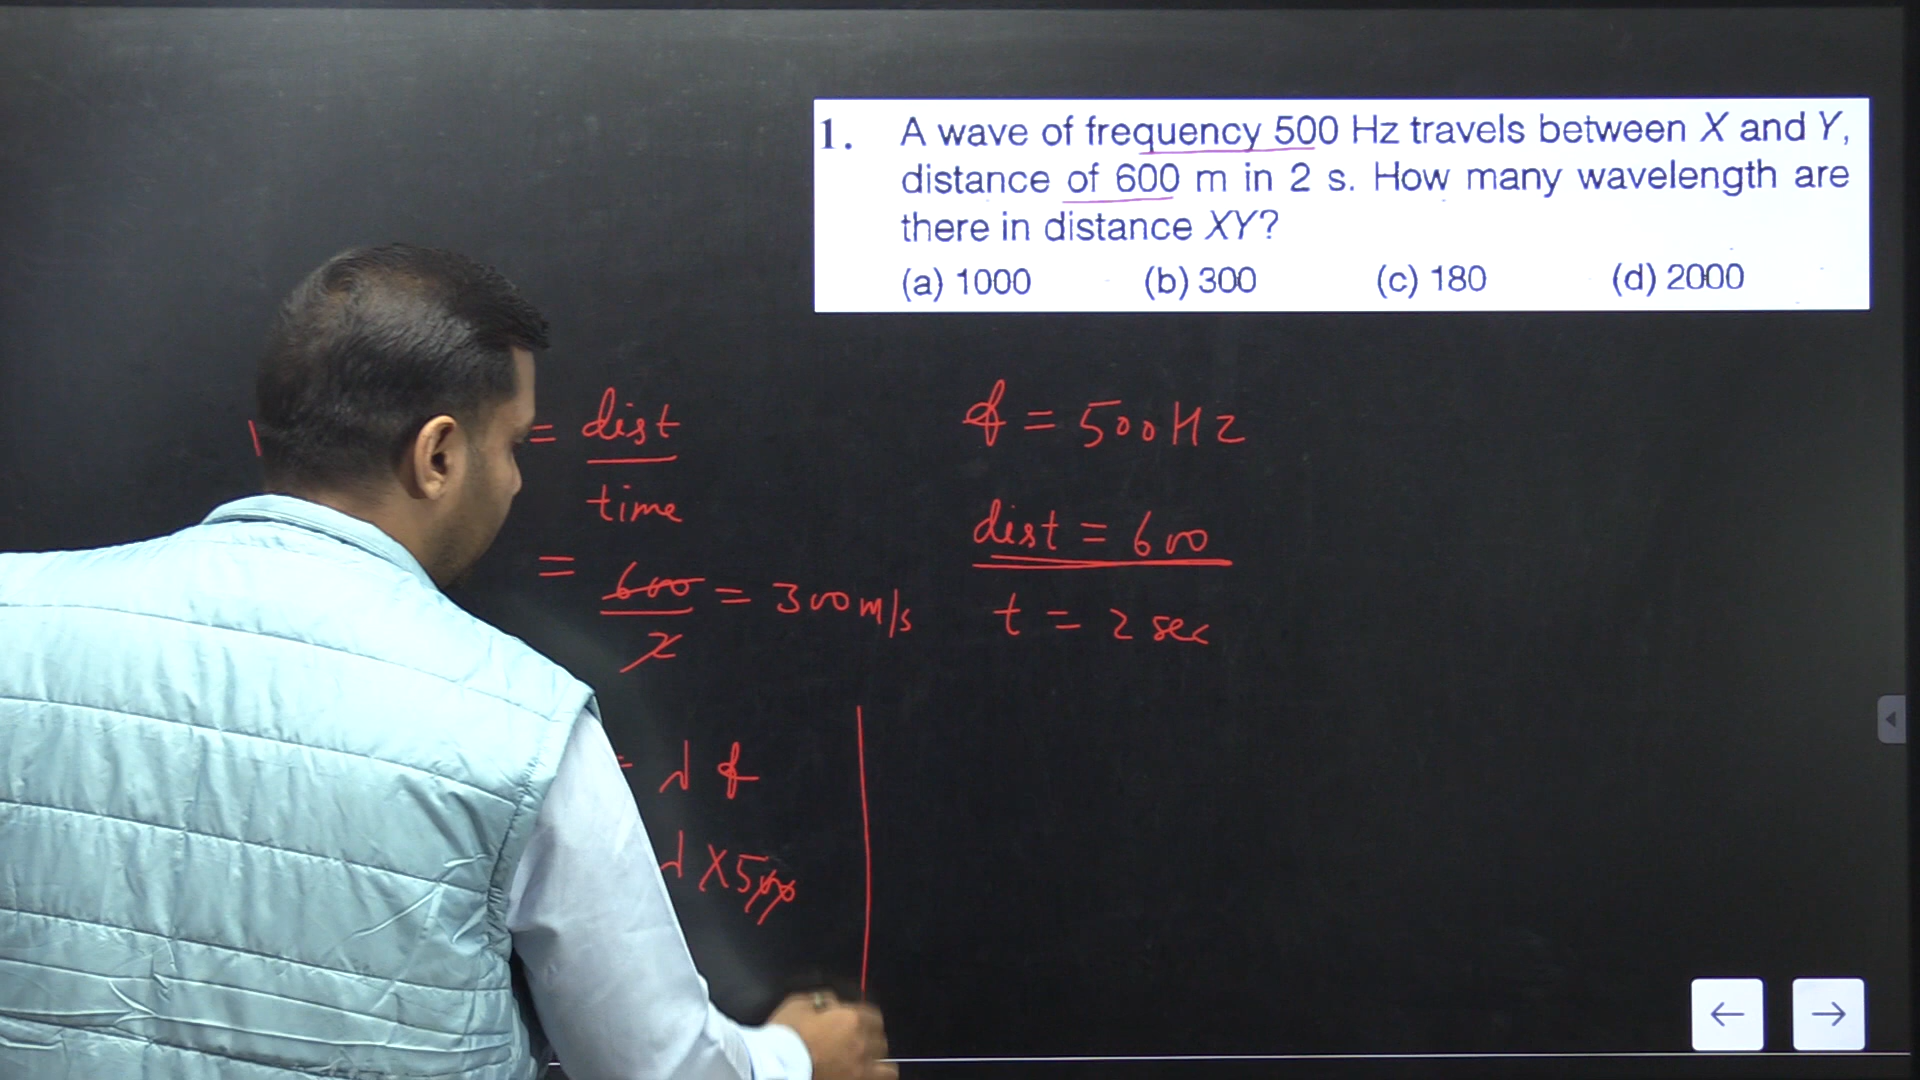 1. A wave of frequency 500 Hz travels between X and Y,
distance of 600 m in 2 s. How many wavelength are
there in distance XY?
(a) 1000 (b) 300 (c) 180 (d) 2000
= dist
time
= 600 = 300 m/s
2
= λ f
λ X 500
f = 500 Hz
dist = 600
t = 2 sec